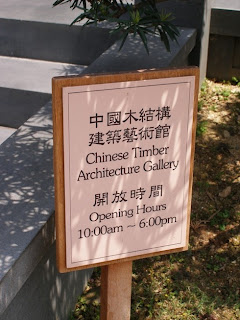 中國木結構
建築藝術館
Chinese Timber
Architecture Gallery
開放時間
Opening Hours
10:00am ~ 6:00pm